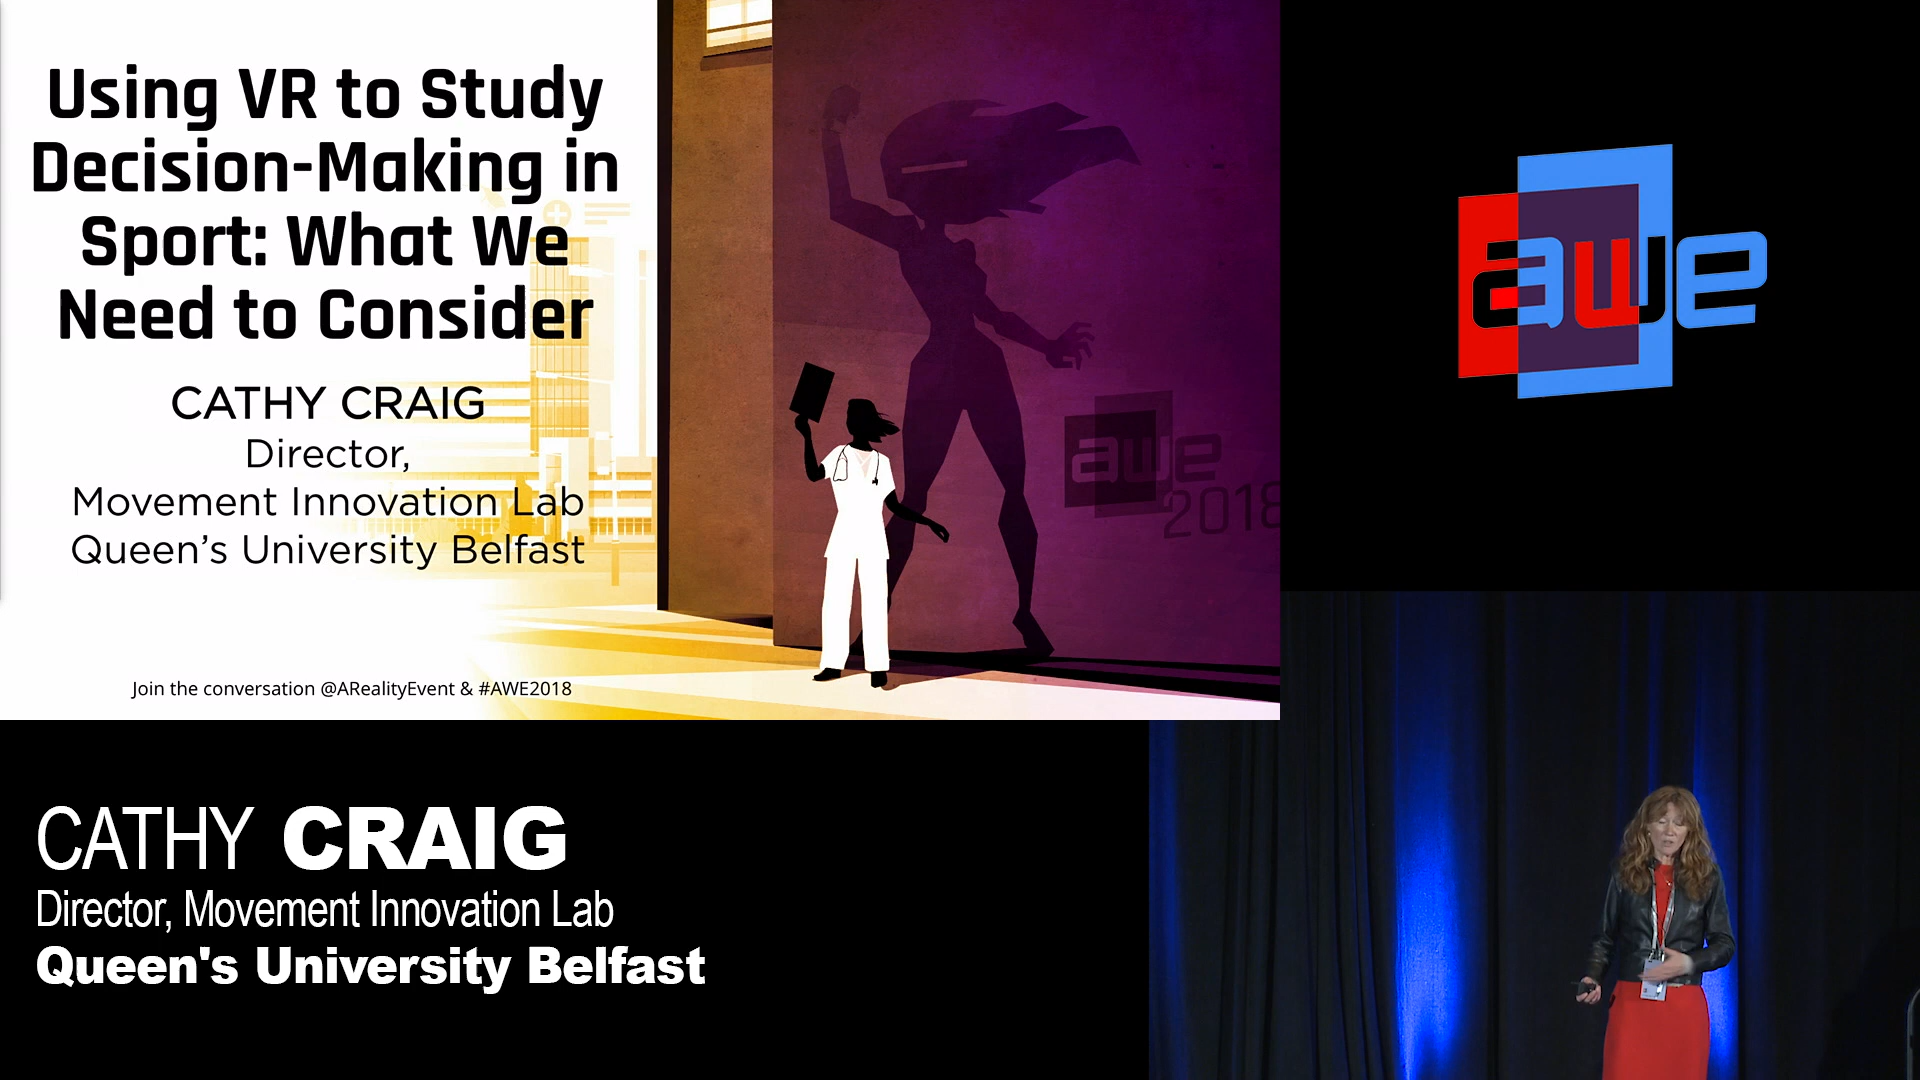 Using VR to Study
Decision-Making in
Sport: What We
Need to Consider
CATHY CRAIG
Director,
Movement Innovation Lab
Queen’s University Belfast
Join the conversation @ARealityEvent & #AWE2018
awe
2018
awe
CATHY CRAIG
Director, Movement Innovation Lab
Queen's University Belfast